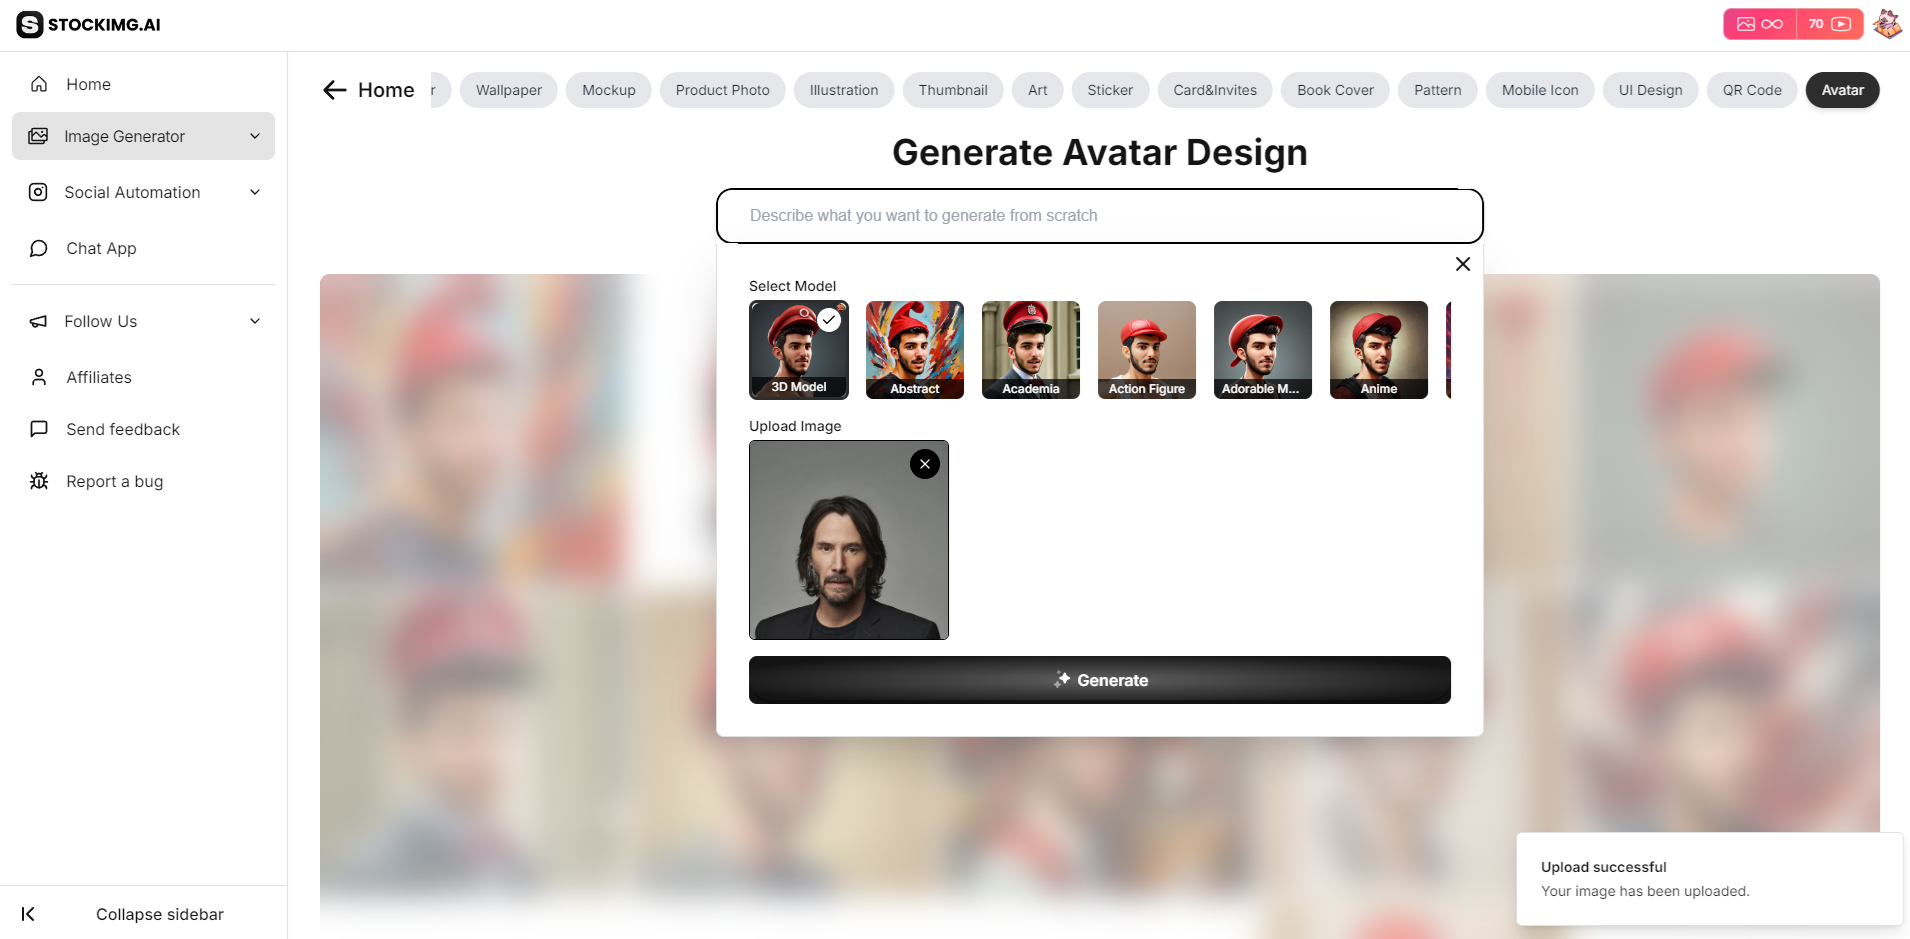 STOCKIMG.AI
70
Home
Image Generator
Social Automation
Chat App
Follow Us
Affiliates
Send feedback
Report a bug
Collapse sidebar
Home
r Wallpaper Mockup Product Photo Illustration Thumbnail Art Sticker Card&Invites Book Cover Pattern Mobile Icon UI Design QR Code Avatar
Generate Avatar Design
Describe what you want to generate from scratch
Select Model
3D Model Abstract Academia Action Figure Adorable M... Anime
Upload Image
Generate
Upload successful
Your image has been uploaded.